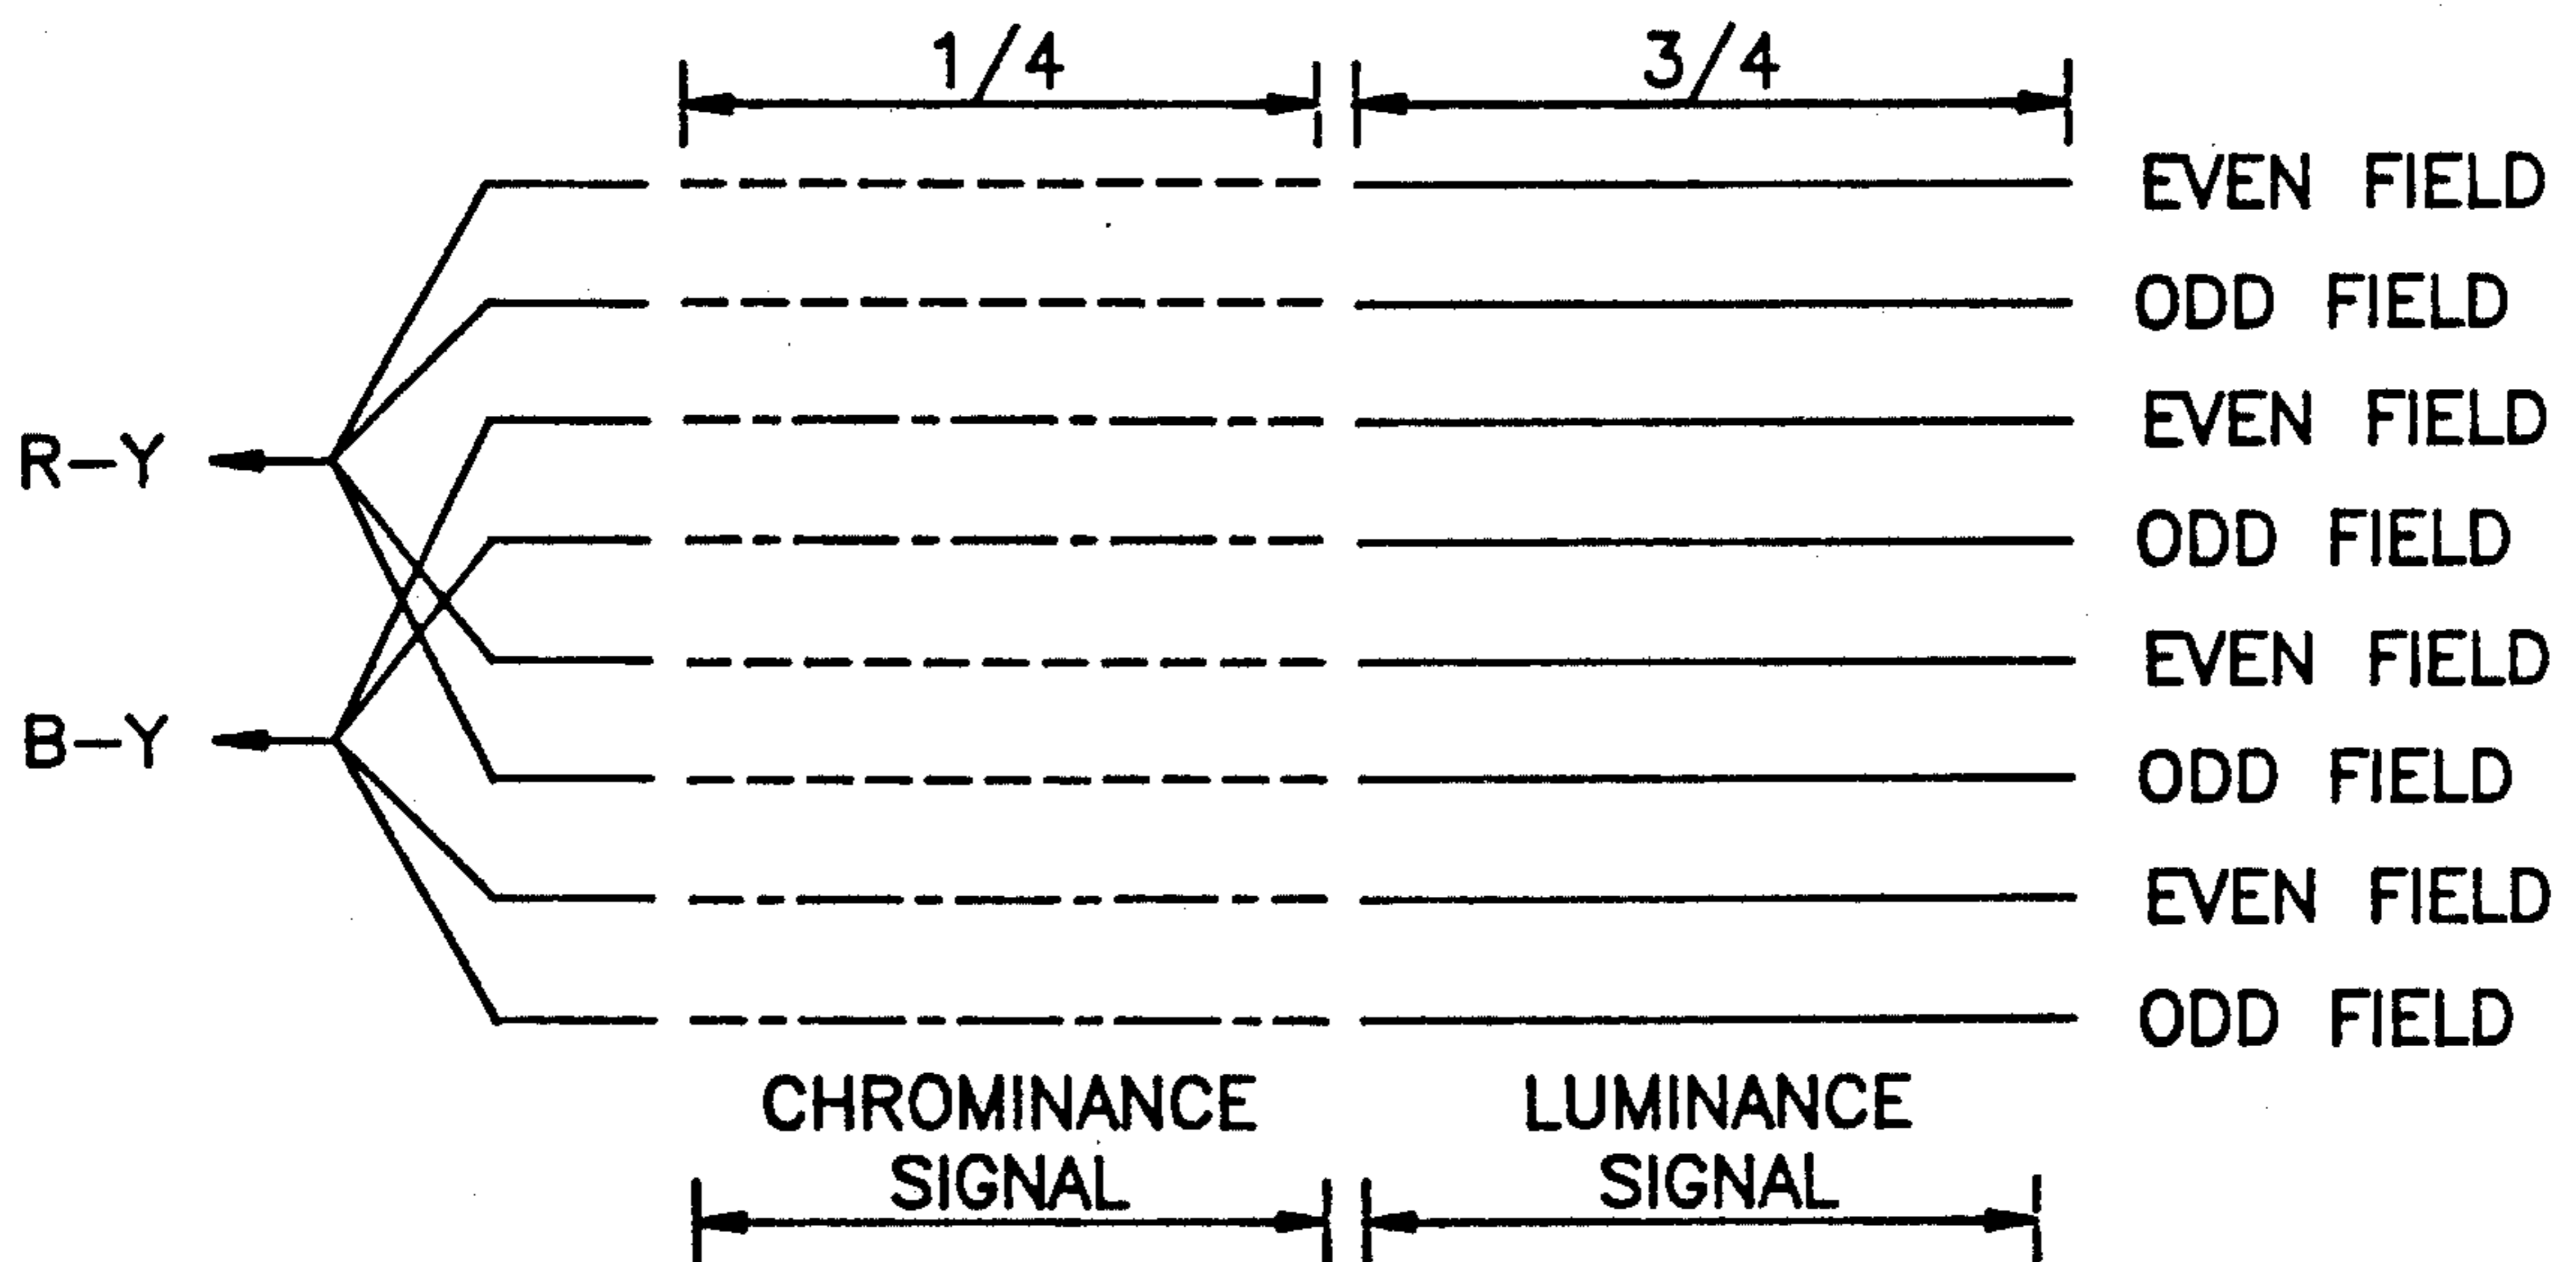 1/4 3/4
EVEN FIELD
ODD FIELD
EVEN FIELD
R-Y
ODD FIELD
EVEN FIELD
B-Y
ODD FIELD
EVEN FIELD
ODD FIELD
CHROMINANCE SIGNAL
LUMINANCE SIGNAL